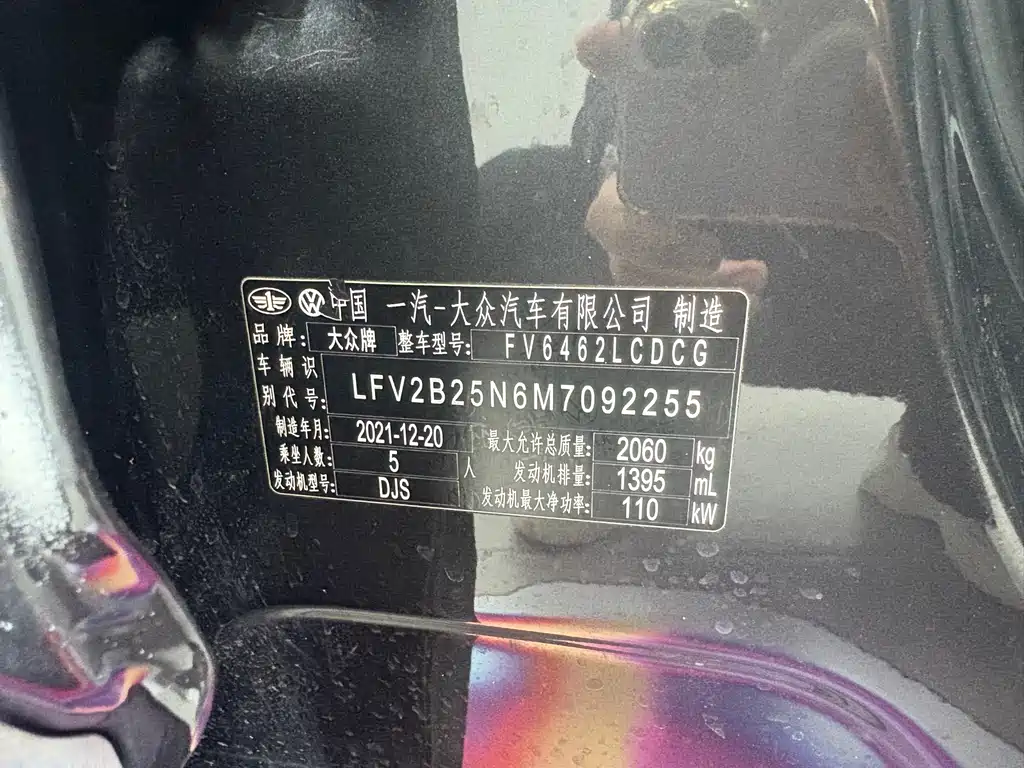 中国 一汽-大众汽车有限公司 制造
品牌: 大众牌 整车型号: FV6462LCDCG
车辆识
别代号: LFV2B25N6M7092255
制造年月: 2021-12-20 最大允许总质量: 2060 kg
乘坐人数: 5 人 发动机排量: 1395 mL
发动机型号: DJS 发动机最大净功率: 110 kW